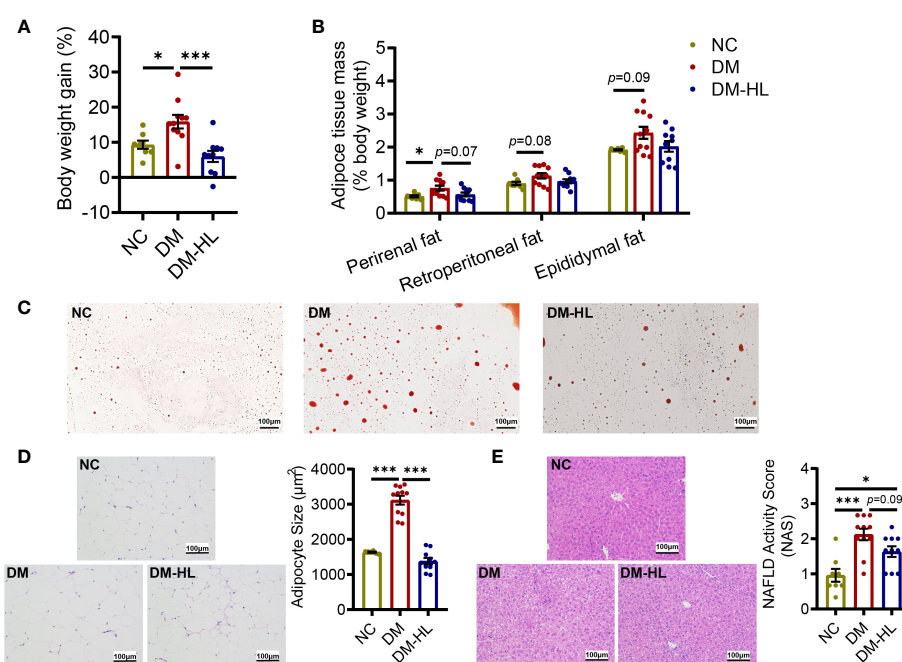 A
Body weight gain (%)
40
30
20
10
0
-10
*
***
NC
DM
DM-HL
B
Adipoce tissue mass
(% body weight)
5
4
3
2
1
0
*
p=0.07
p=0.08
p=0.09
Perirenal fat
Retroperitoneal fat
Epididymal fat
NC
DM
DM-HL
C
NC
100μm
DM
100μm
DM-HL
100μm
D
NC
100μm
DM
100μm
DM-HL
100μm
Adipocyte Size (μm²)
4000
3000
2000
1000
0
***
***
NC
DM
DM-HL
E
NC
100μm
DM
100μm
DM-HL
100μm
NAFLD Activity Score
(NAS)
4
3
2
1
0
*
***
p=0.09
NC
DM
DM-HL